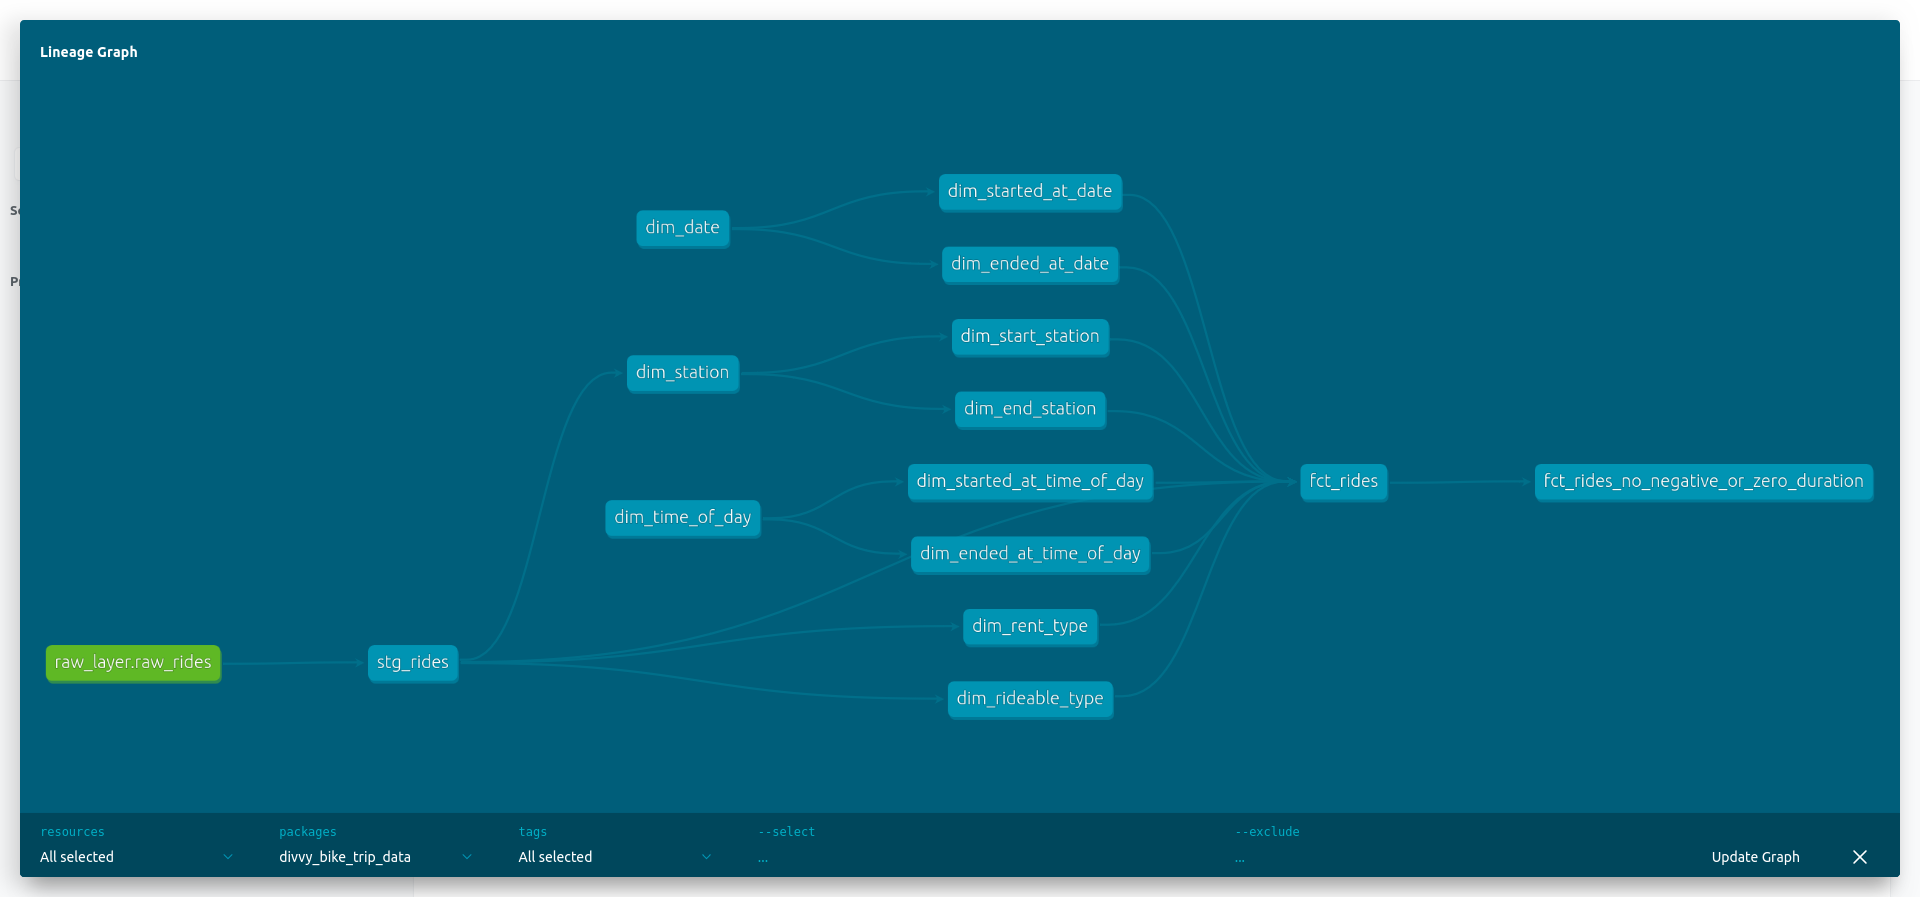 Lineage Graph
dim_started_at_date
dim_date
dim_ended_at_date
dim_start_station
dim_station
dim_end_station
dim_started_at_time_of_day
fct_rides
fct_rides_no_negative_or_zero_duration
dim_time_of_day
dim_ended_at_time_of_day
dim_rent_type
raw_layer.raw_rides
stg_rides
dim_rideable_type
resources
packages
tags
--select
--exclude
All selected
divvy_bike_trip_data
All selected
...
...
Update Graph